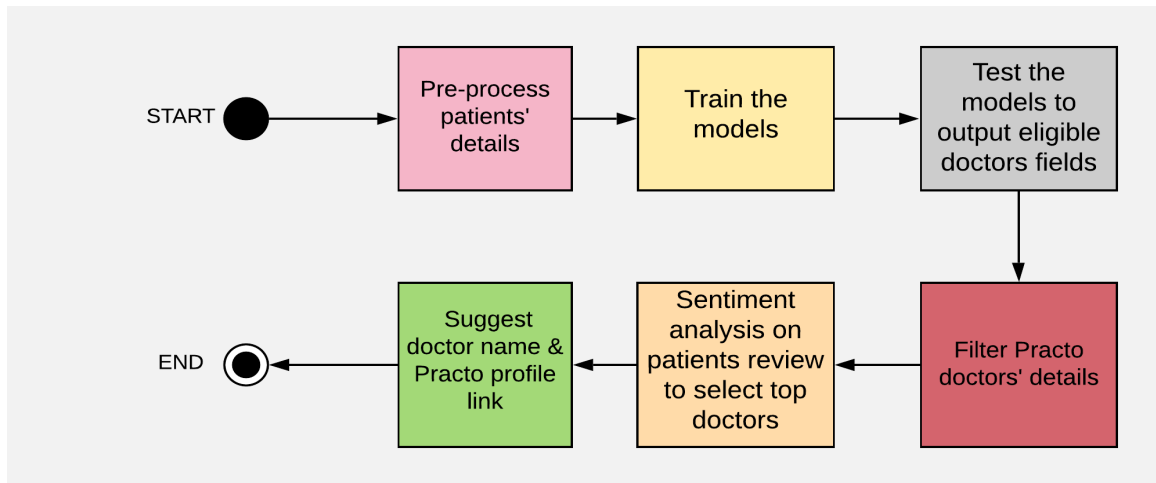 START
Pre-process
patients'
details
Train the
models
Test the
models to
output eligible
doctors fields
Filter Practo
doctors' details
Sentiment
analysis on
patients review
to select top
doctors
Suggest
doctor name &
Practo profile
link
END